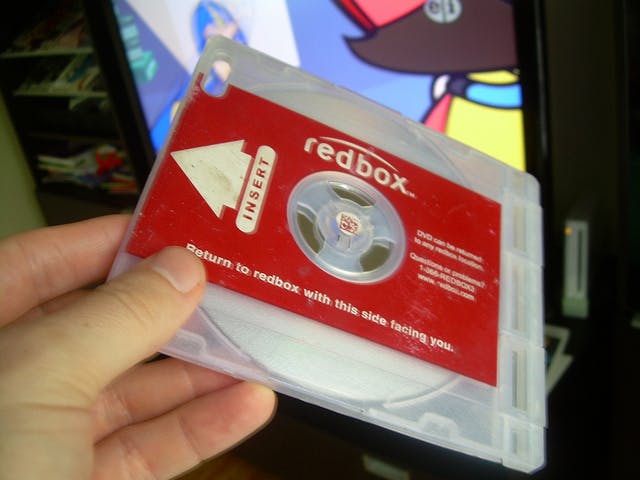 redbox
INSERT
DVD can be returned
to any redbox location.
Questions or problems?
1-866-REDBOX3
www.redbox.com
Return to redbox with this side facing you.